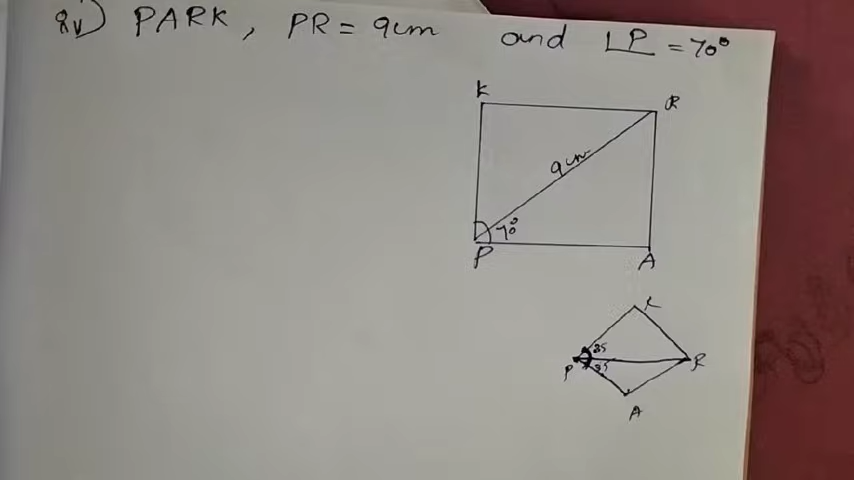 iv) PARK, PR = 9cm and ∠P = 70°
K
R
9cm
70°
P
A
K
35
P
35
R
A